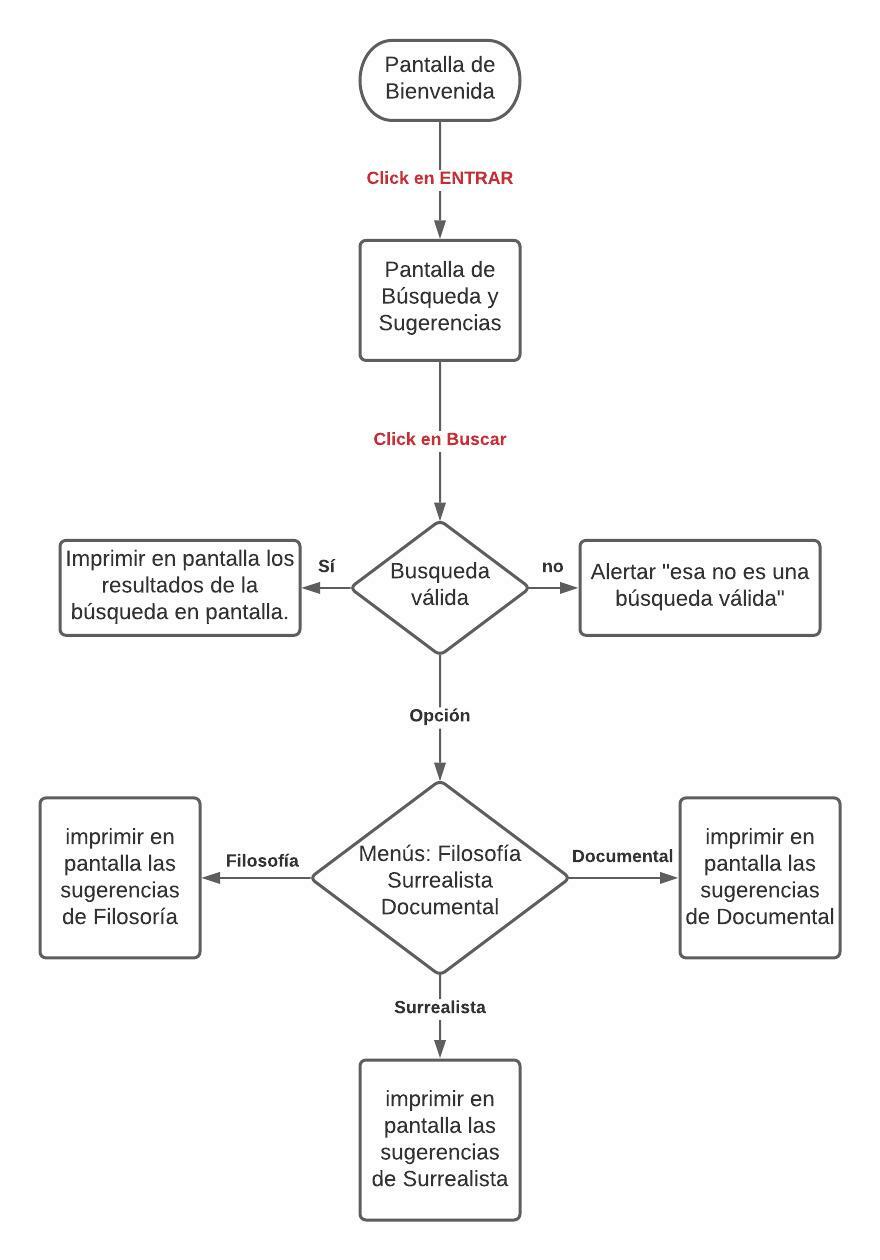 Pantalla de
Bienvenida
Click en ENTRAR
Pantalla de
Búsqueda y
Sugerencias
Click en Buscar
Imprimir en pantalla los
resultados de la
búsqueda en pantalla.
Sí
Busqueda
válida
no
Alertar "esa no es una
búsqueda válida"
Opción
imprimir en
pantalla las
sugerencias
de Filosoría
Filosofía
Menús: Filosofía
Surrealista
Documental
Documental
imprimir en
pantalla las
sugerencias
de Documental
Surrealista
imprimir en
pantalla las
sugerencias
de Surrealista